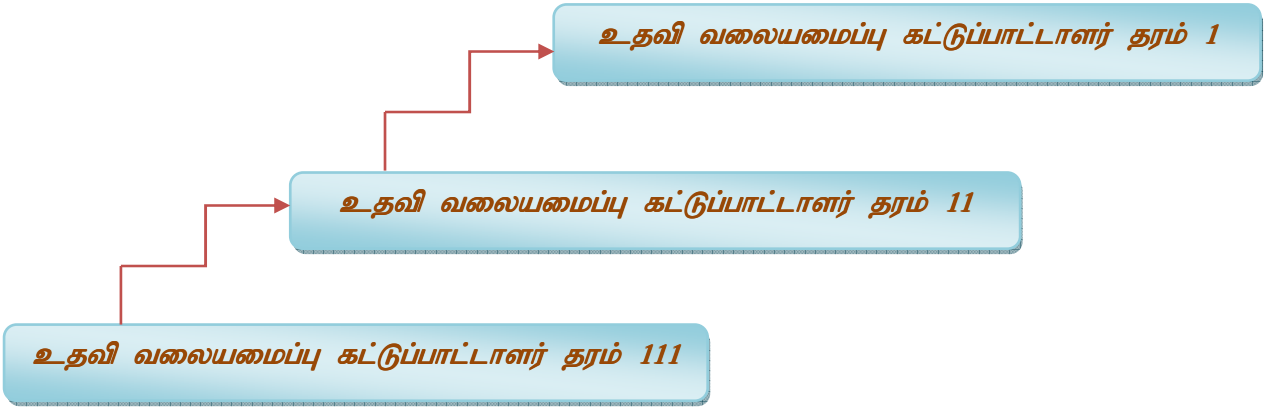 உதவி வலையமைப்பு கட்டுப்பாட்டாளர் தரம் 1
உதவி வலையமைப்பு கட்டுப்பாட்டாளர் தரம் 11
உதவி வலையமைப்பு கட்டுப்பாட்டாளர் தரம் 111